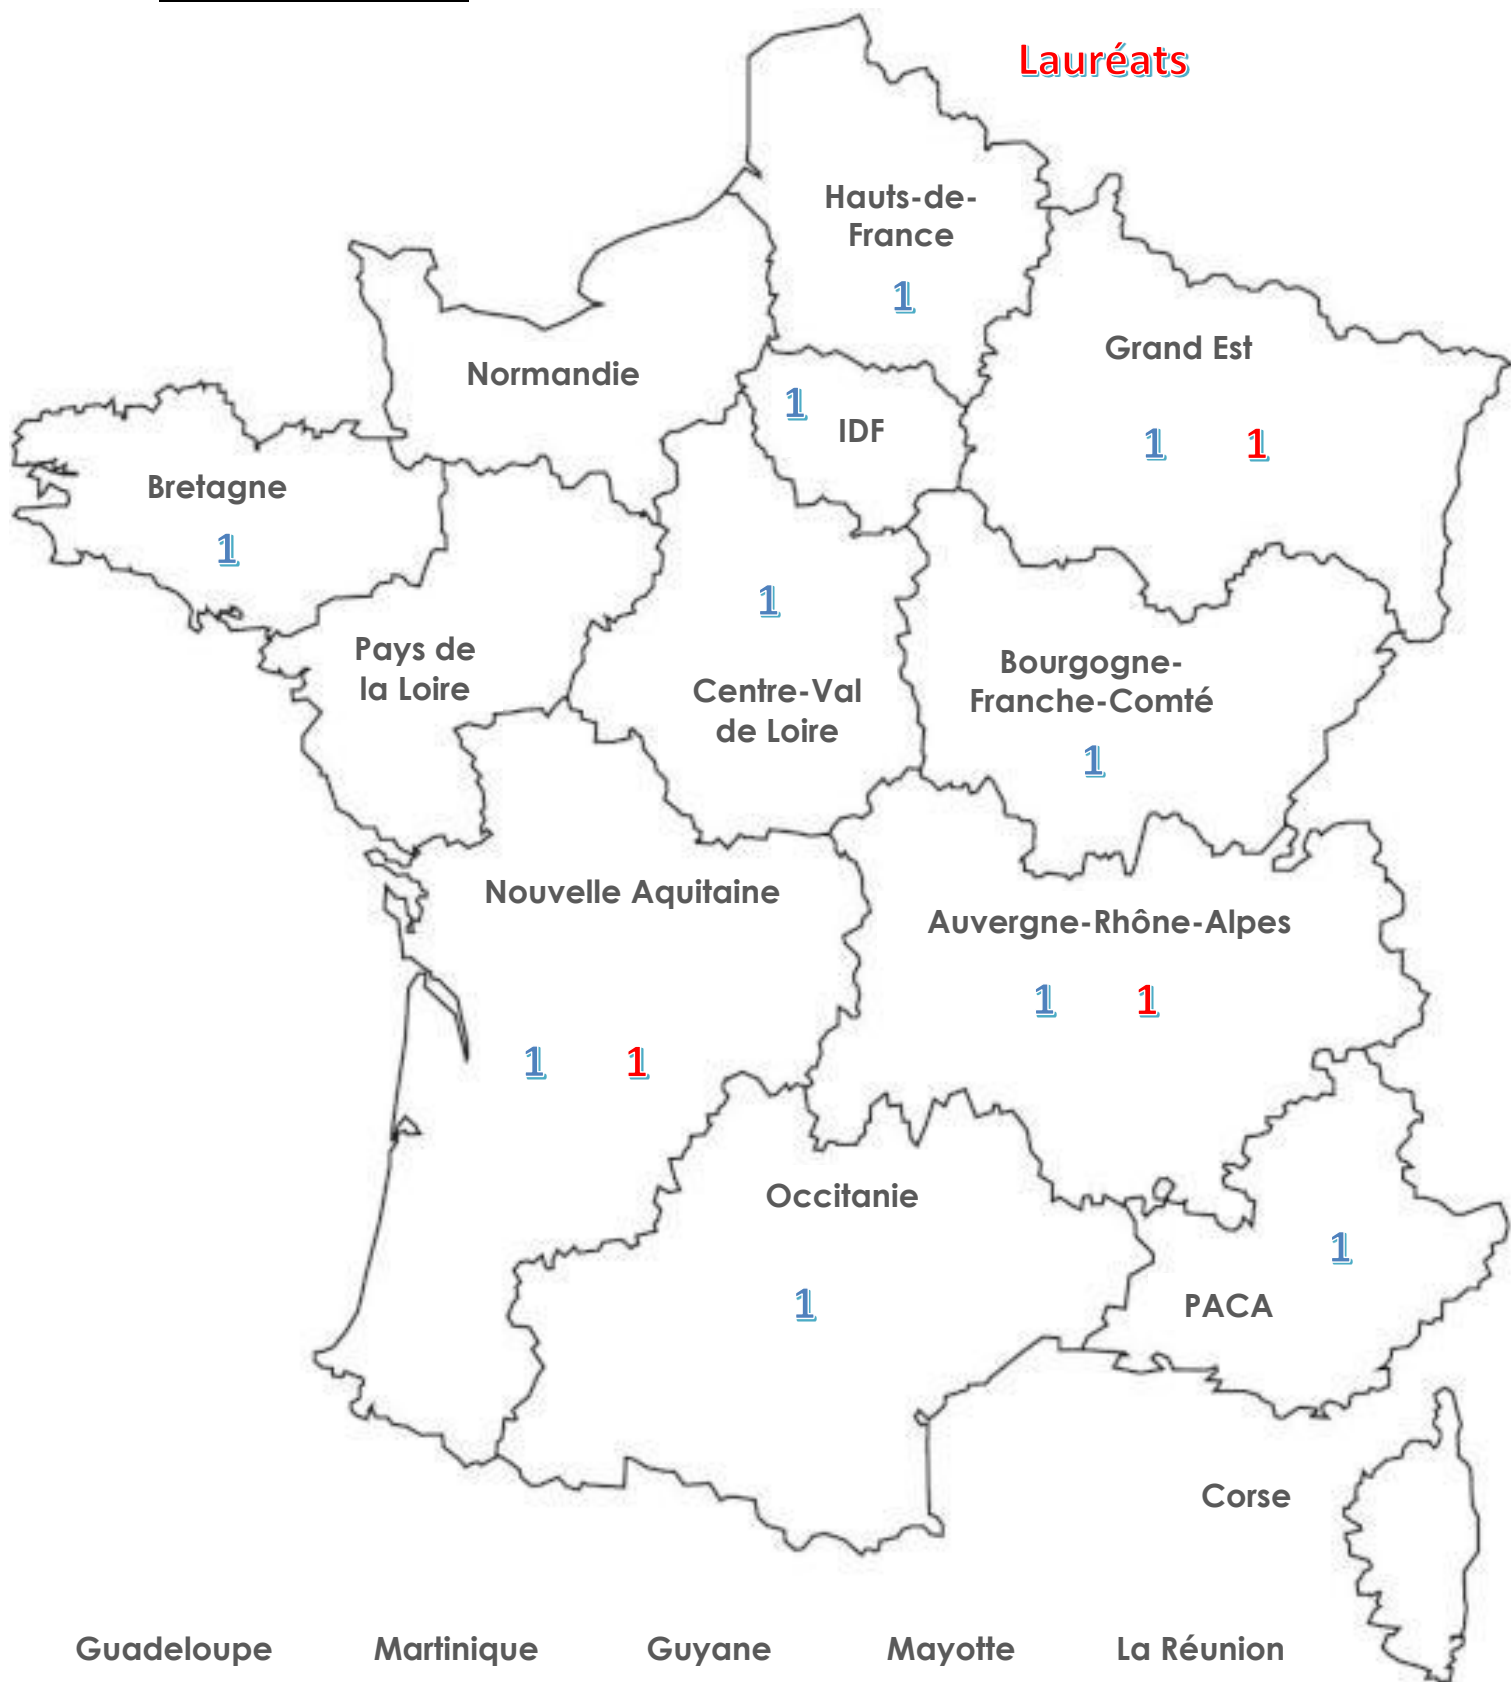 Lauréats
Hauts-de-
France
1
Grand Est
1 1
Normandie
1
IDF
Bretagne
1
1
Centre-Val
de Loire
Pays de
la Loire
Bourgogne-
Franche-Comté
1
Nouvelle Aquitaine
1 1
Auvergne-Rhône-Alpes
1 1
Occitanie
1
1
PACA
Corse
Guadeloupe Martinique Guyane Mayotte La Réunion